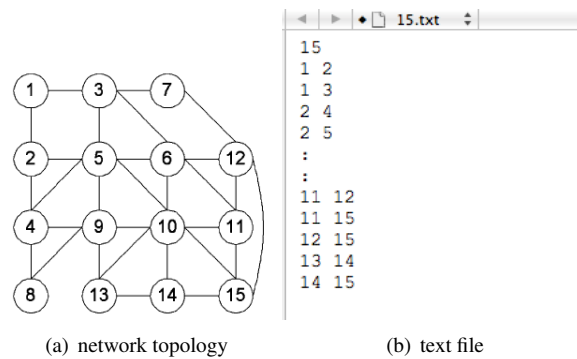 1 3 7
2 5 6 12
4 9 10 11
8 13 14 15
15.txt
15
1 2
1 3
2 4
2 5
:
:
11 12
11 15
12 15
13 14
14 15
(a) network topology
(b) text file